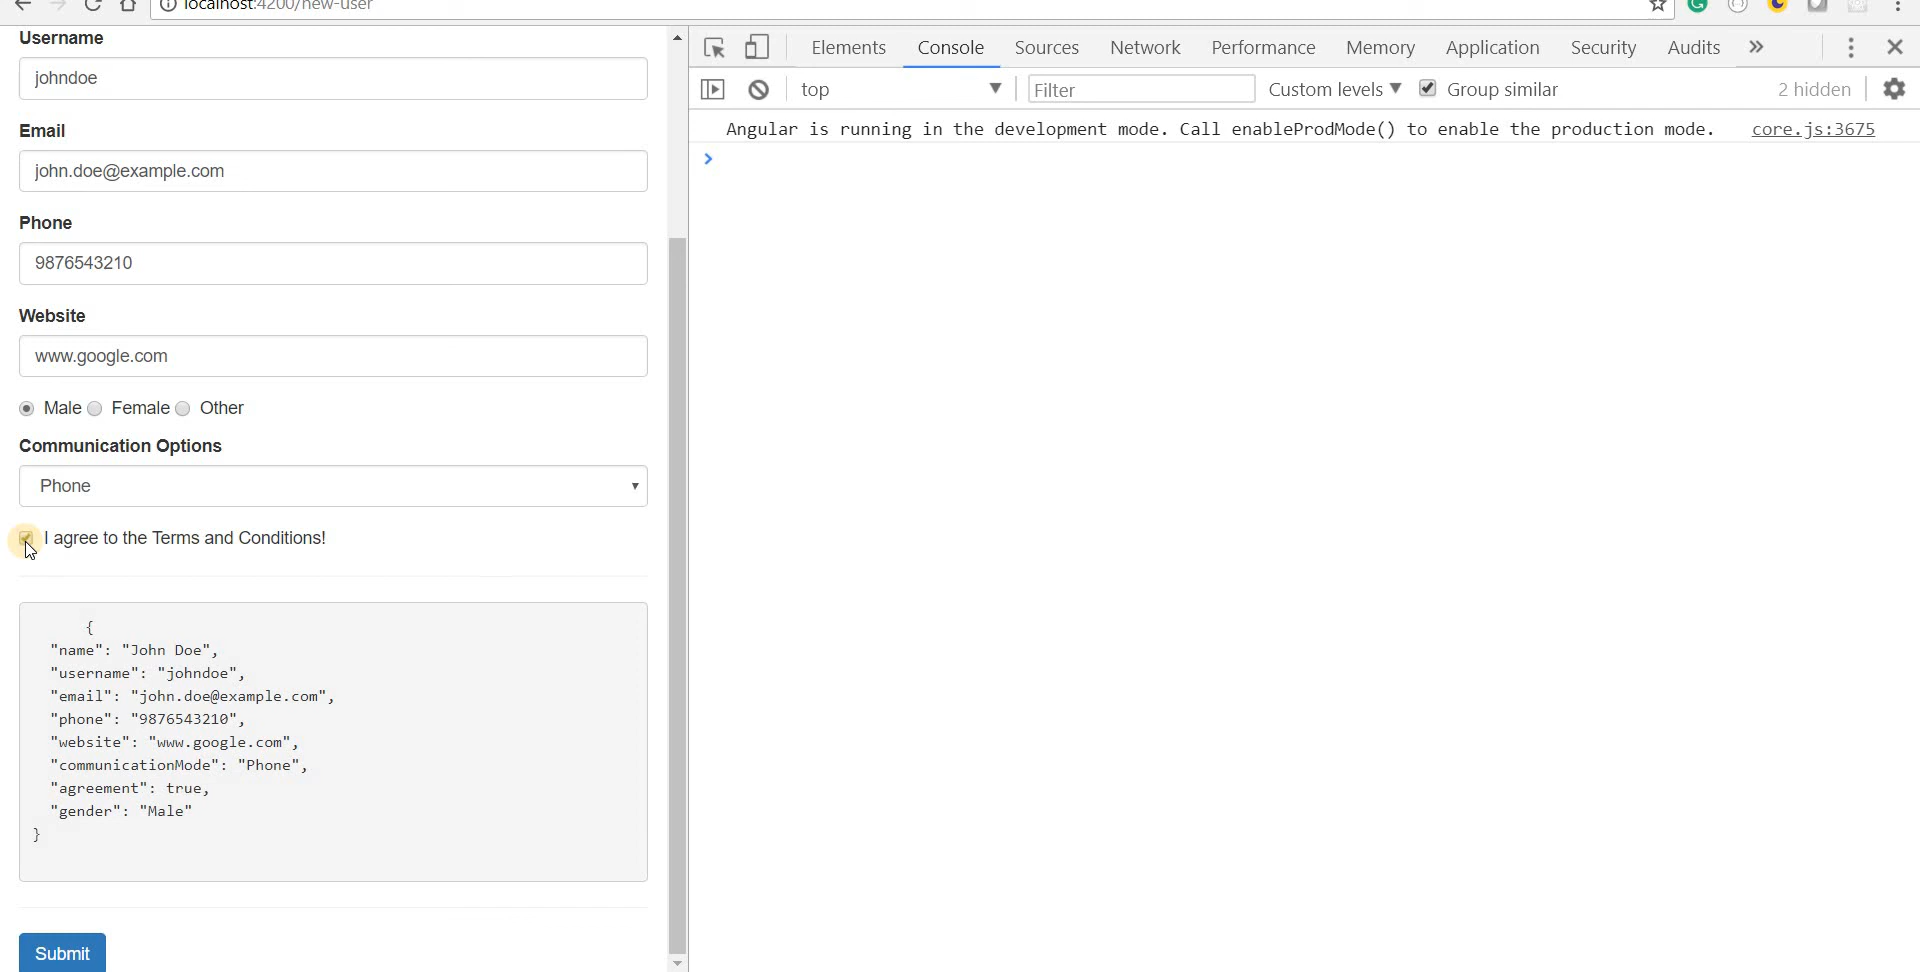 localhost:4200/new-user
Username
johndoe
Email
john.doe@example.com
Phone
9876543210
Website
www.google.com
Male Female Other
Communication Options
Phone
I agree to the Terms and Conditions!
{
"name": "John Doe",
"username": "johndoe",
"email": "john.doe@example.com",
"phone": "9876543210",
"website": "www.google.com",
"communicationMode": "Phone",
"agreement": true,
"gender": "Male"
}
Submit
Elements Console Sources Network Performance Memory Application Security Audits »
top Filter Custom levels Group similar 2 hidden
Angular is running in the development mode. Call enableProdMode() to enable the production mode. core.js:3675